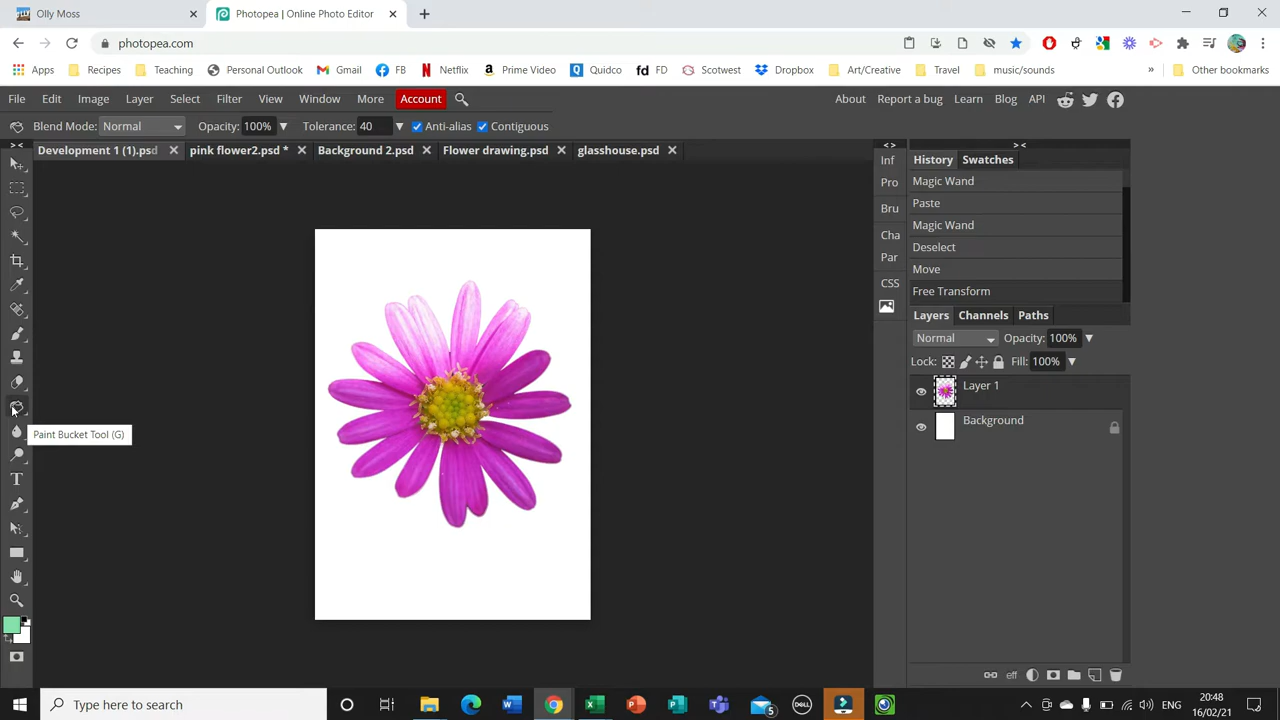 Olly Moss
Photopea | Online Photo Editor
photopea.com
Apps
Recipes
Teaching
Personal Outlook
Gmail
FB
Netflix
Prime Video
Quidco
FD
Scotwest
Dropbox
Art/Creative
Travel
music/sounds
»
Other bookmarks
File
Edit
Image
Layer
Select
Filter
View
Window
More
Account
About
Report a bug
Learn
Blog
API
Blend Mode: Normal
Opacity: 100%
Tolerance: 40
Anti-alias
Contiguous
Development 1 (1).psd
pink flower2.psd *
Background 2.psd
Flower drawing.psd
glasshouse.psd
Inf
Pro
Bru
Cha
Par
CSS
History
Swatches
Magic Wand
Paste
Magic Wand
Deselect
Move
Free Transform
Layers
Channels
Paths
Normal
Opacity: 100%
Lock:
Fill: 100%
Layer 1
Background
eff
Paint Bucket Tool (G)
Type here to search
5
DELL
ENG
20:48
16/02/21